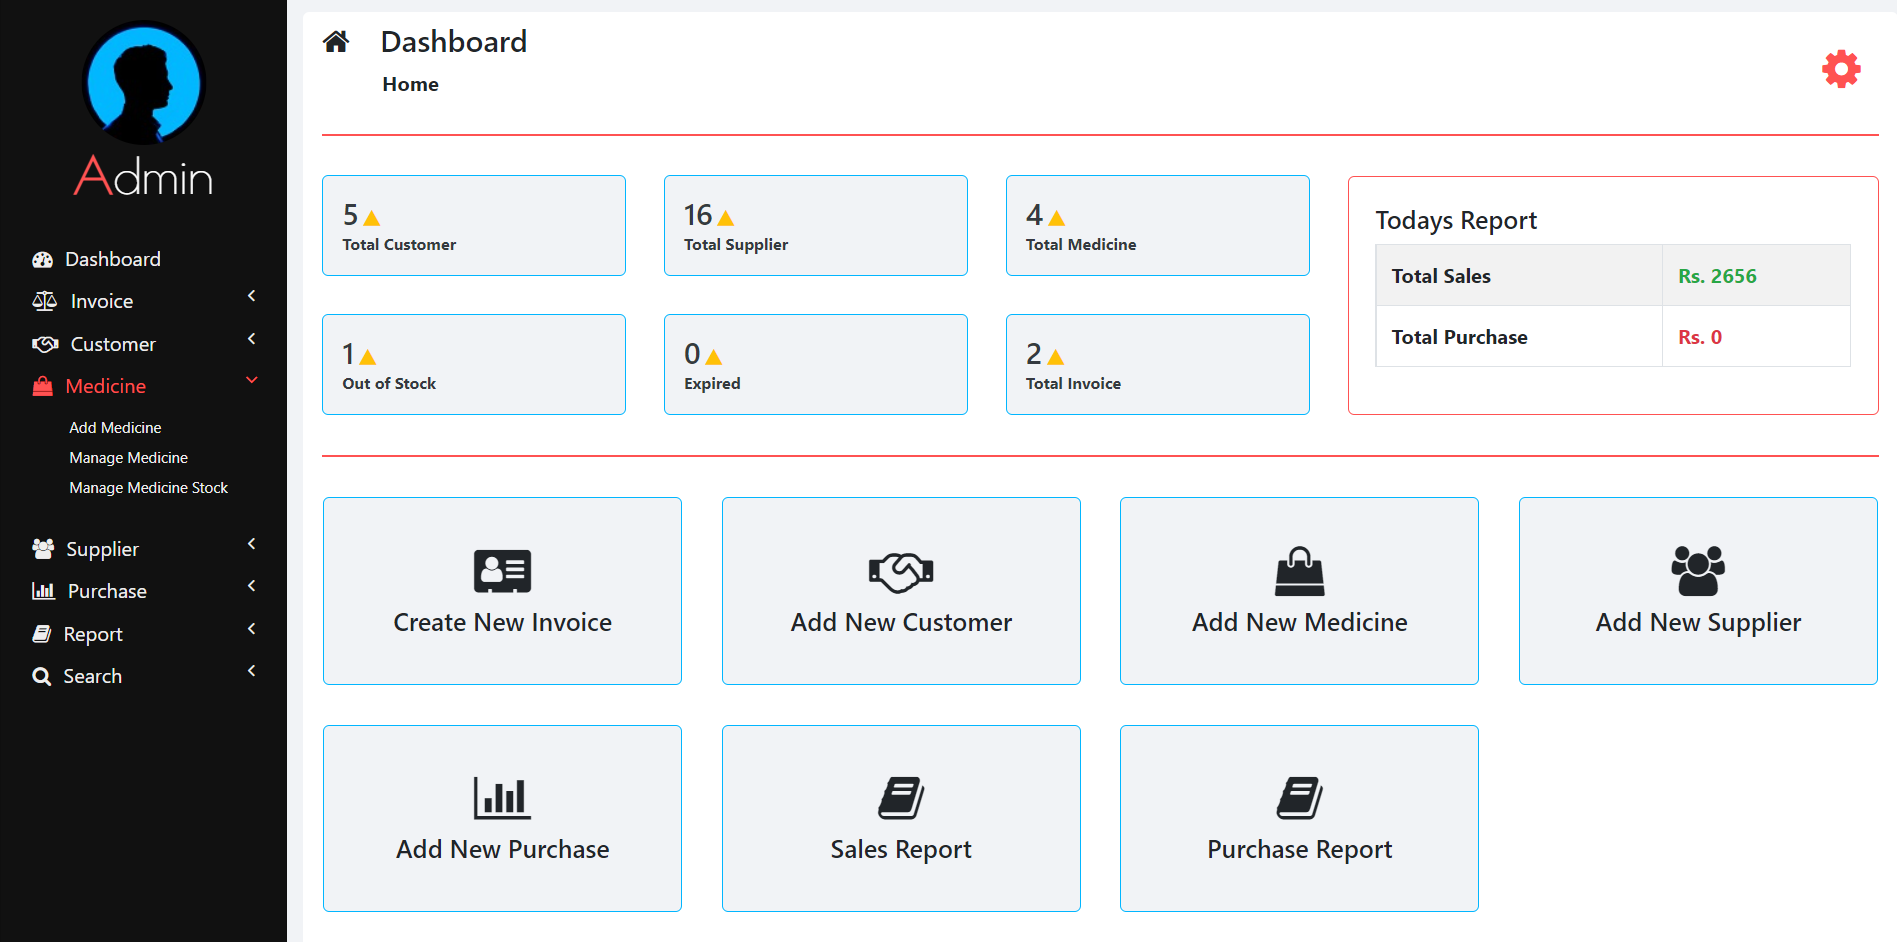 Admin
Dashboard
Invoice
Customer
Medicine
Add Medicine
Manage Medicine
Manage Medicine Stock
Supplier
Purchase
Report
Search
Dashboard
Home
5
Total Customer
16
Total Supplier
4
Total Medicine
1
Out of Stock
0
Expired
2
Total Invoice
Todays Report
Total Sales Rs. 2656
Total Purchase Rs. 0
Create New Invoice
Add New Customer
Add New Medicine
Add New Supplier
Add New Purchase
Sales Report
Purchase Report